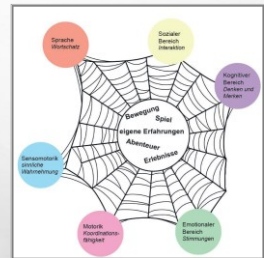 Sprache
Wortschatz
Sozialer
Bereich
Interaktion
Kognitiver
Bereich
Denken und
Merken
Bewegung
Spiel
eigene Erfahrungen
Abenteuer
Erlebnisse
Sensomotorik
sinnliche
Wahrnehmung
Motorik
Koordinations-
fähigkeit
Emotionaler
Bereich
Stimmungen